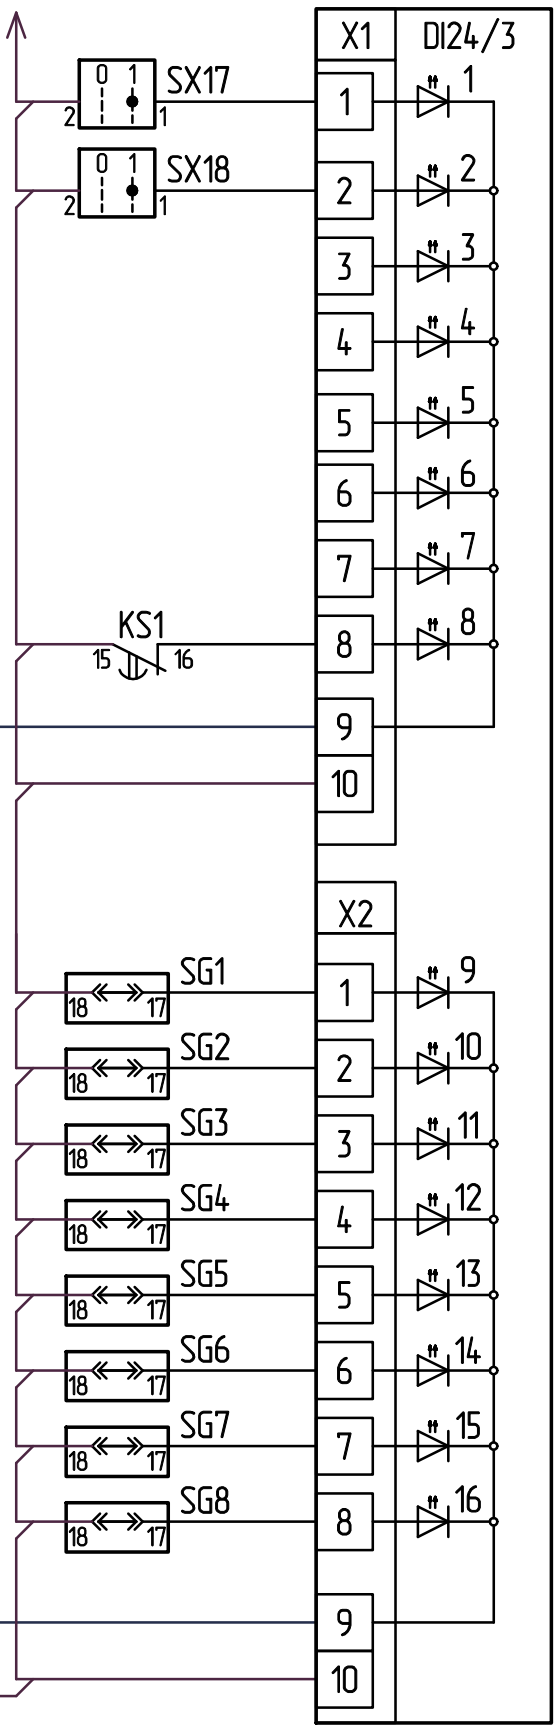 X1 DI24/3
0 1 SX17 1 1
2 1
0 1 SX18 2 2
2 1
3 3
4 4
5 5
6 6
7 7
KS1 8 8
15 16
9
10
X2
SG1 1 9
18 17
SG2 2 10
18 17
SG3 3 11
18 17
SG4 4 12
18 17
SG5 5 13
18 17
SG6 6 14
18 17
SG7 7 15
18 17
SG8 8 16
18 17
9
10